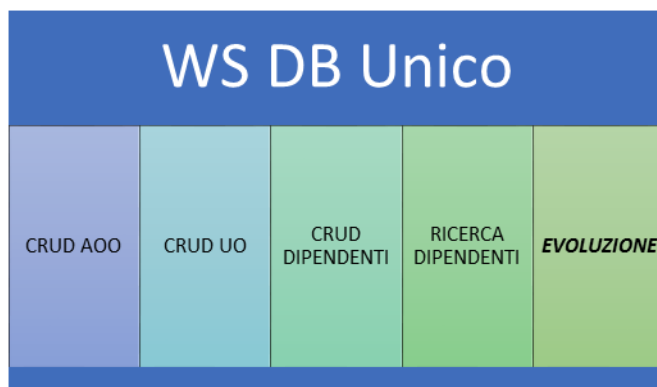 WS DB Unico
CRUD AOO
CRUD UO
CRUD
DIPENDENTI
RICERCA
DIPENDENTI
EVOLUZIONE